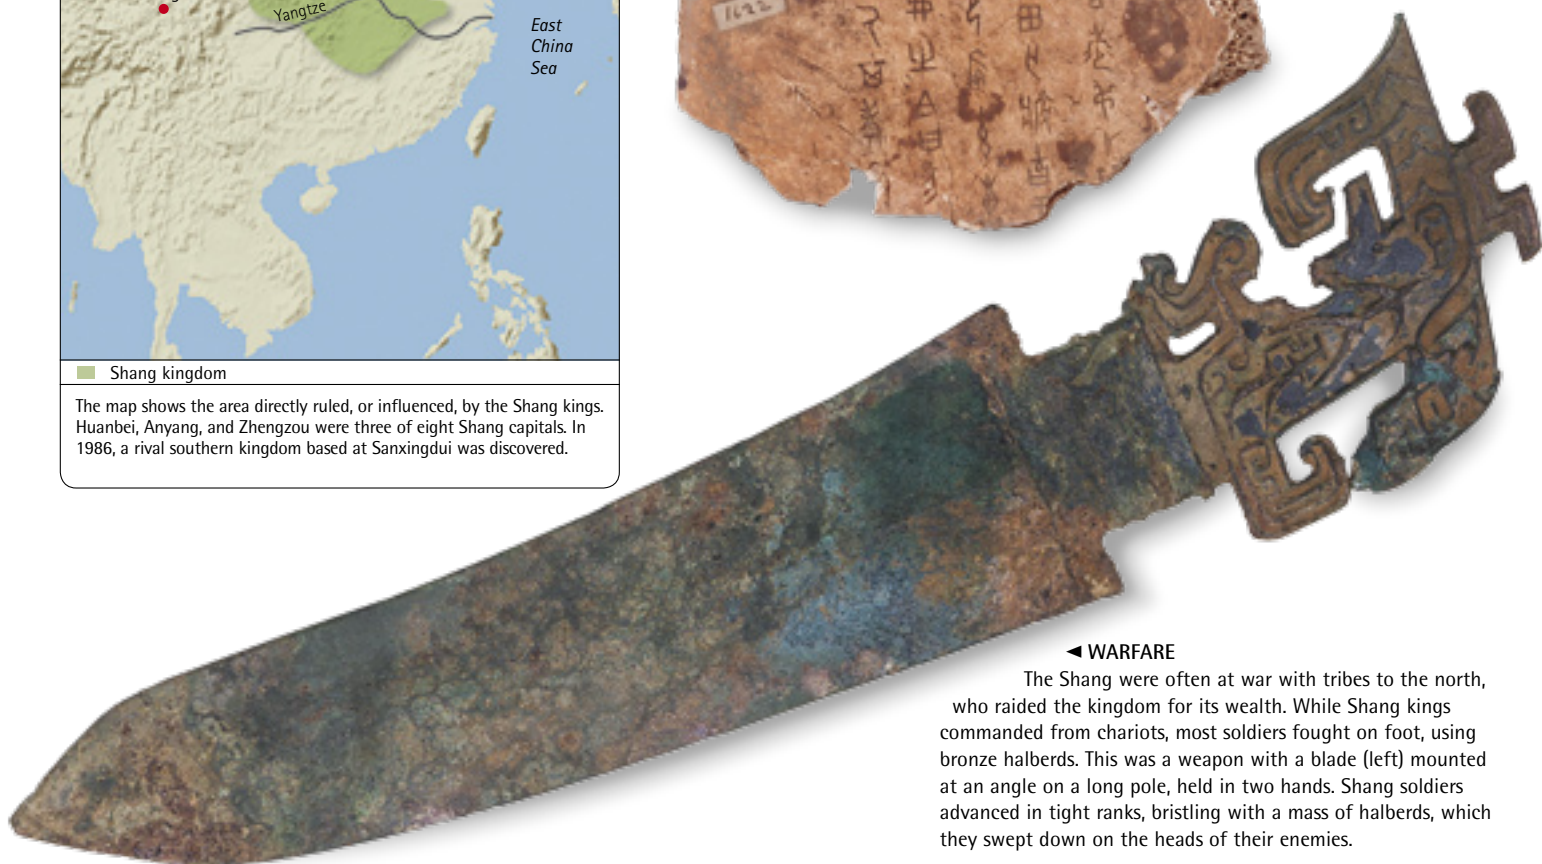 Yangtze
East
China
Sea
1622
Shang kingdom
The map shows the area directly ruled, or influenced, by the Shang kings.
Huanbei, Anyang, and Zhengzou were three of eight Shang capitals. In
1986, a rival southern kingdom based at Sanxingdui was discovered.
◄ WARFARE
The Shang were often at war with tribes to the north,
who raided the kingdom for its wealth. While Shang kings
commanded from chariots, most soldiers fought on foot, using
bronze halberds. This was a weapon with a blade (left) mounted
at an angle on a long pole, held in two hands. Shang soldiers
advanced in tight ranks, bristling with a mass of halberds, which
they swept down on the heads of their enemies.